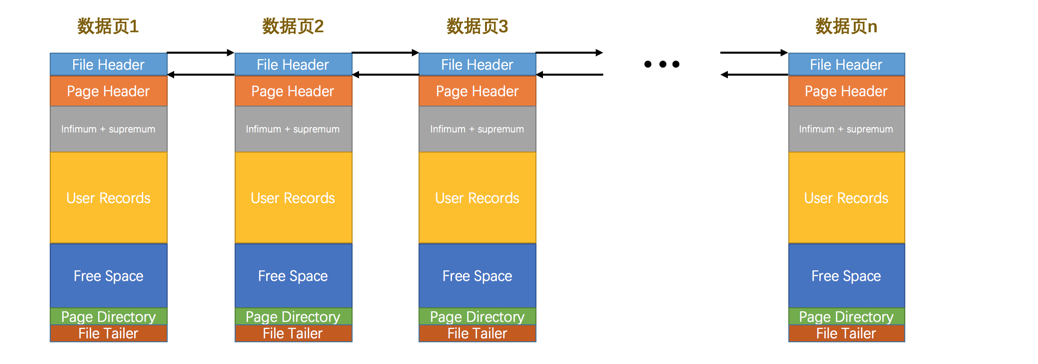 数据页1
数据页2
数据页3
数据页n
File Header
File Header
File Header
File Header
Page Header
Page Header
Page Header
Page Header
Infimum + supremum
Infimum + supremum
Infimum + supremum
Infimum + supremum
User Records
User Records
User Records
User Records
Free Space
Free Space
Free Space
Free Space
Page Directory
Page Directory
Page Directory
Page Directory
File Tailer
File Tailer
File Tailer
File Tailer